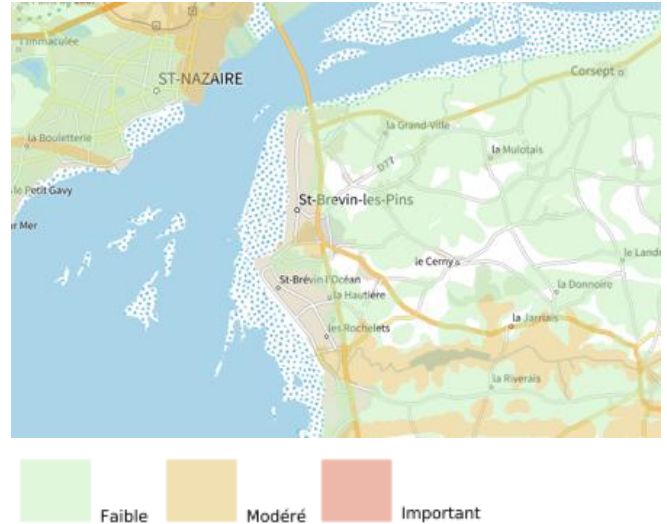 l'Immaculée
ST-NAZAIRE
Corsept
la Grand-Ville
la Bouletterie
la Mulotais
D77
le Petit Gavy
St-Brevin-les-Pins
r Mer
le Cerny
le Landr
St-Brévin l'Océan
la Hautière
la Donnoire
les Rochelets
la Jarriais
la Riverais
Faible Modéré Important